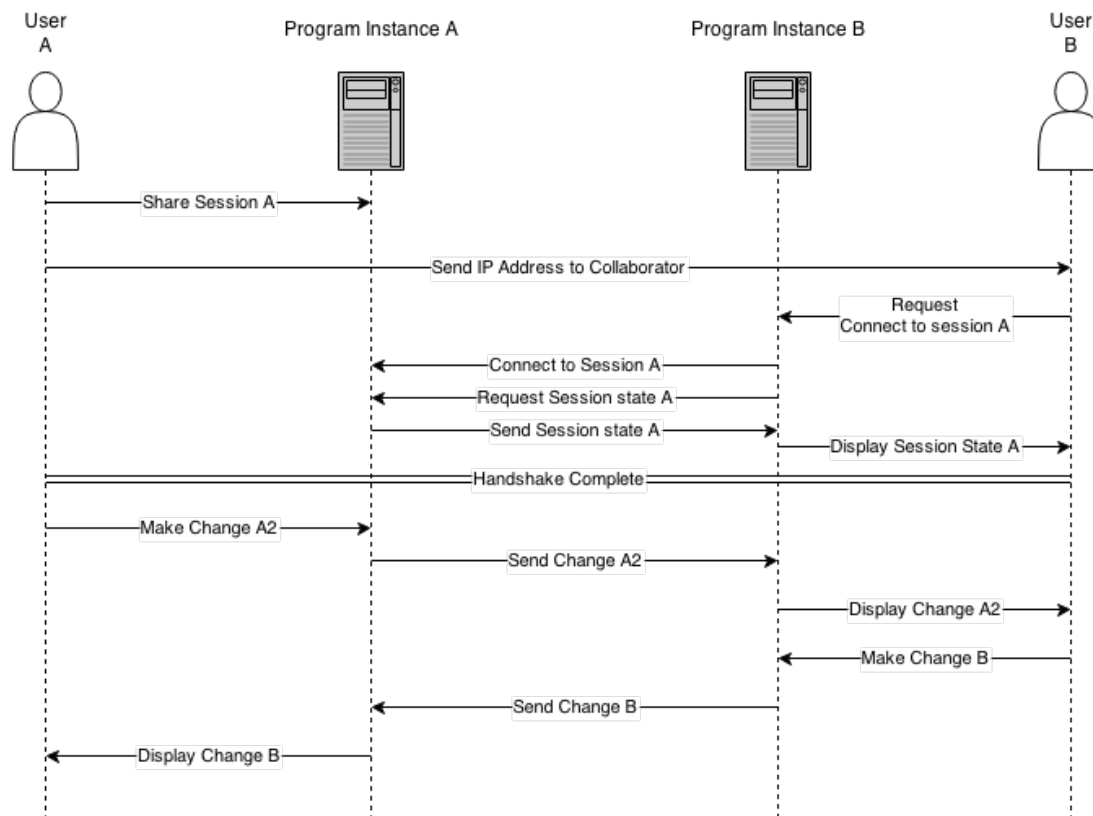 User
A
Program Instance A
Program Instance B
User
B
Share Session A
Send IP Address to Collaborator
Request
Connect to session A
Connect to Session A
Request Session state A
Send Session state A
Display Session State A
Handshake Complete
Make Change A2
Send Change A2
Display Change A2
Make Change B
Send Change B
Display Change B